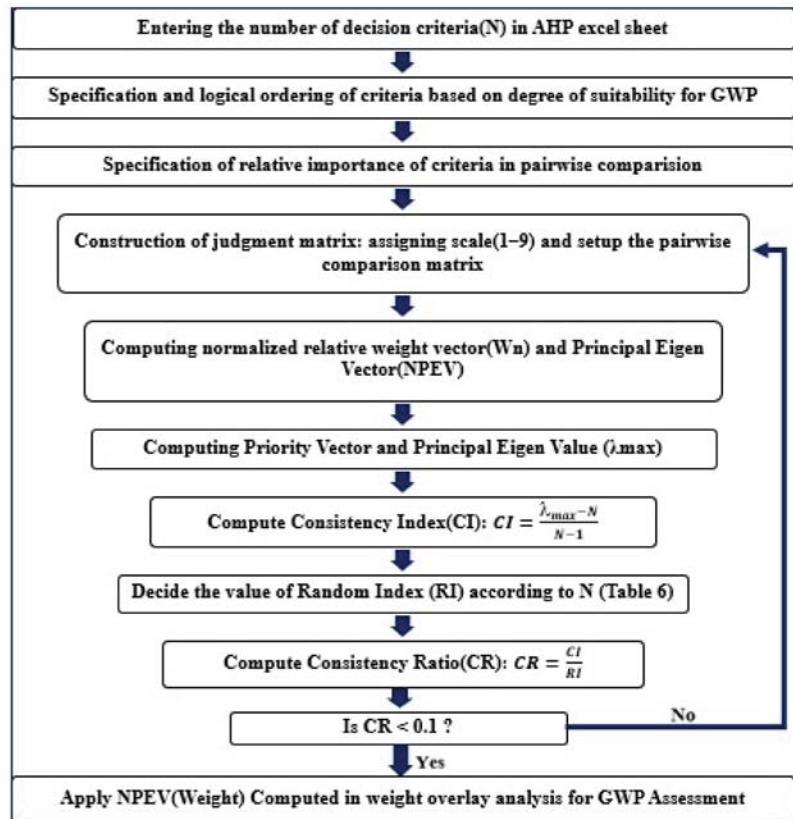 Entering the number of decision criteria(N) in AHP excel sheet
Specification and logical ordering of criteria based on degree of suitability for GWP
Specification of relative importance of criteria in pairwise comparision
Construction of judgment matrix: assigning scale(1–9) and setup the pairwise
comparison matrix
Computing normalized relative weight vector(Wn) and Principal Eigen
Vector(NPEV)
Computing Priority Vector and Principal Eigen Value (λmax)
Compute Consistency Index(CI): CI = (λmax−N)/(N−1)
Decide the value of Random Index (RI) according to N (Table 6)
Compute Consistency Ratio(CR): CR = CI/RI
Is CR < 0.1 ?
No
Yes
Apply NPEV(Weight) Computed in weight overlay analysis for GWP Assessment